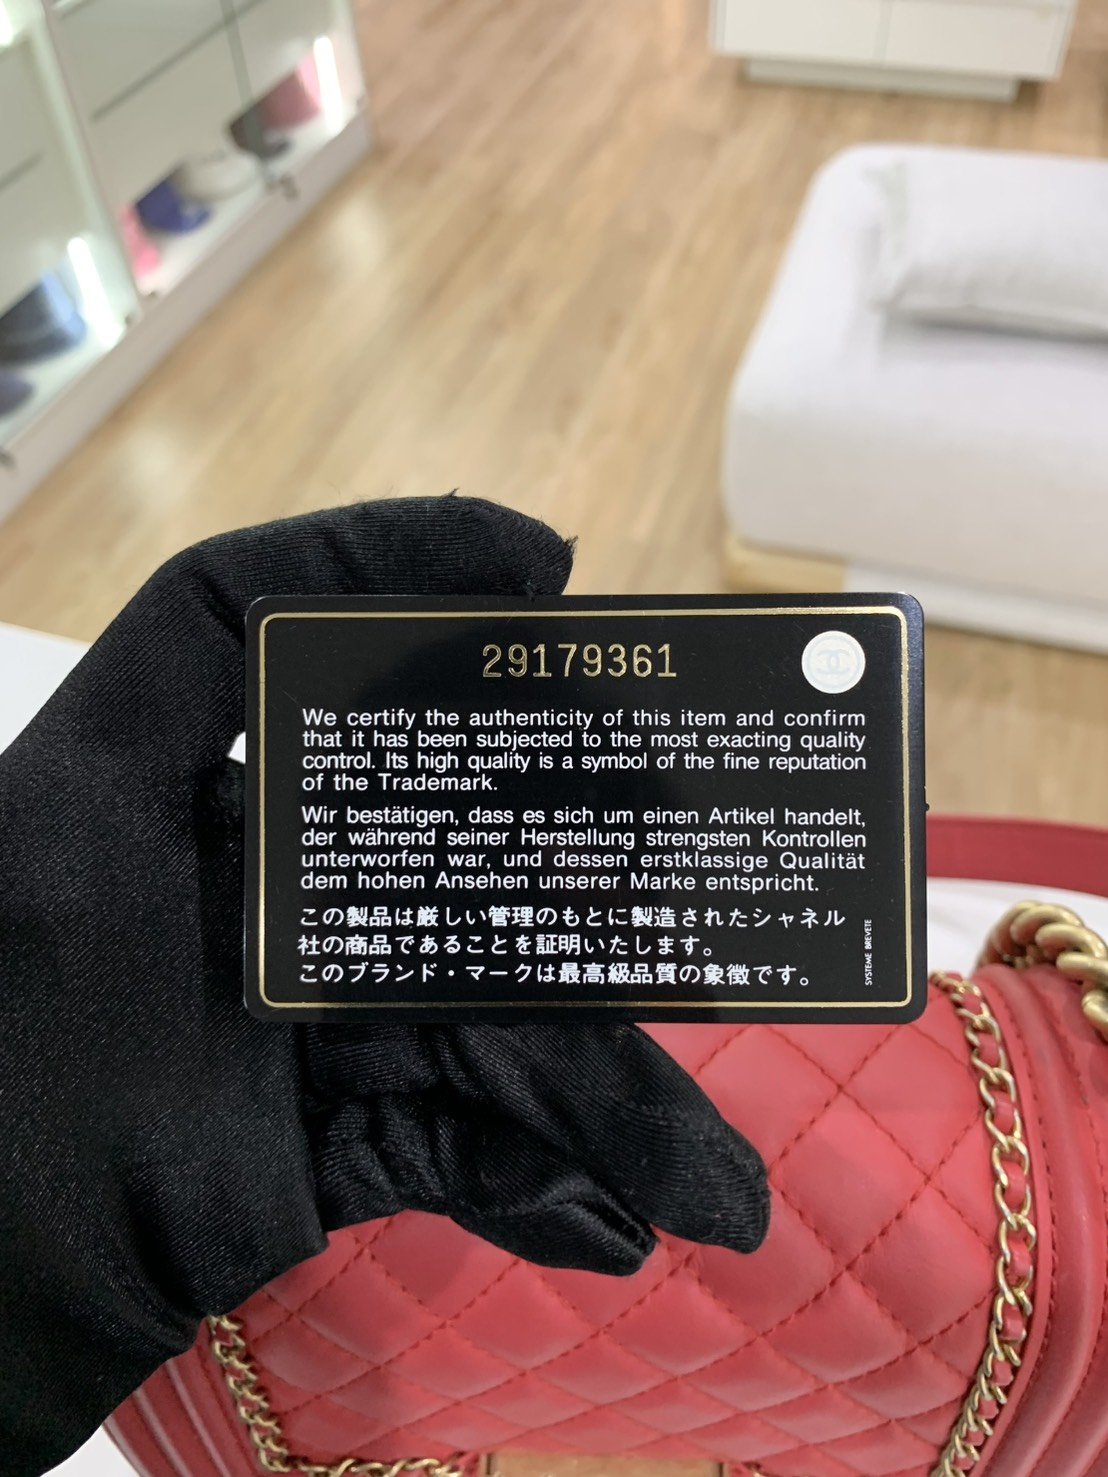 29179361
We certify the authenticity of this item and confirm
that it has been subjected to the most exacting quality
control. Its high quality is a symbol of the fine reputation
of the Trademark.
Wir bestätigen, dass es sich um einen Artikel handelt,
der während seiner Herstellung strengsten Kontrollen
unterworfen war, und dessen erstklassige Qualität
dem hohen Ansehen unserer Marke entspricht.
この製品は厳しい管理のもとに製造されたシャネル
社の商品であることを証明いたします。
このブランド・マークは最高級品質の象徴です。
SYSTEME BREVETE